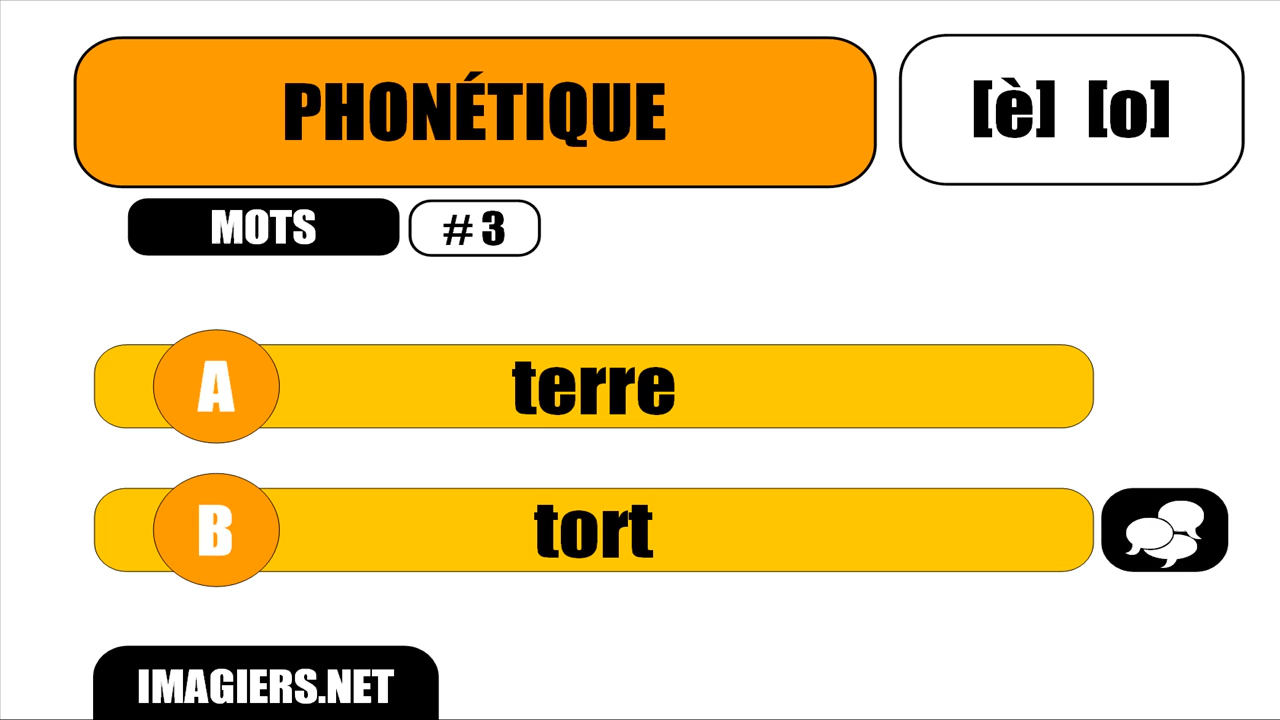 PHONÉTIQUE [è] [o]
MOTS # 3
A terre
B tort
IMAGIERS.NET